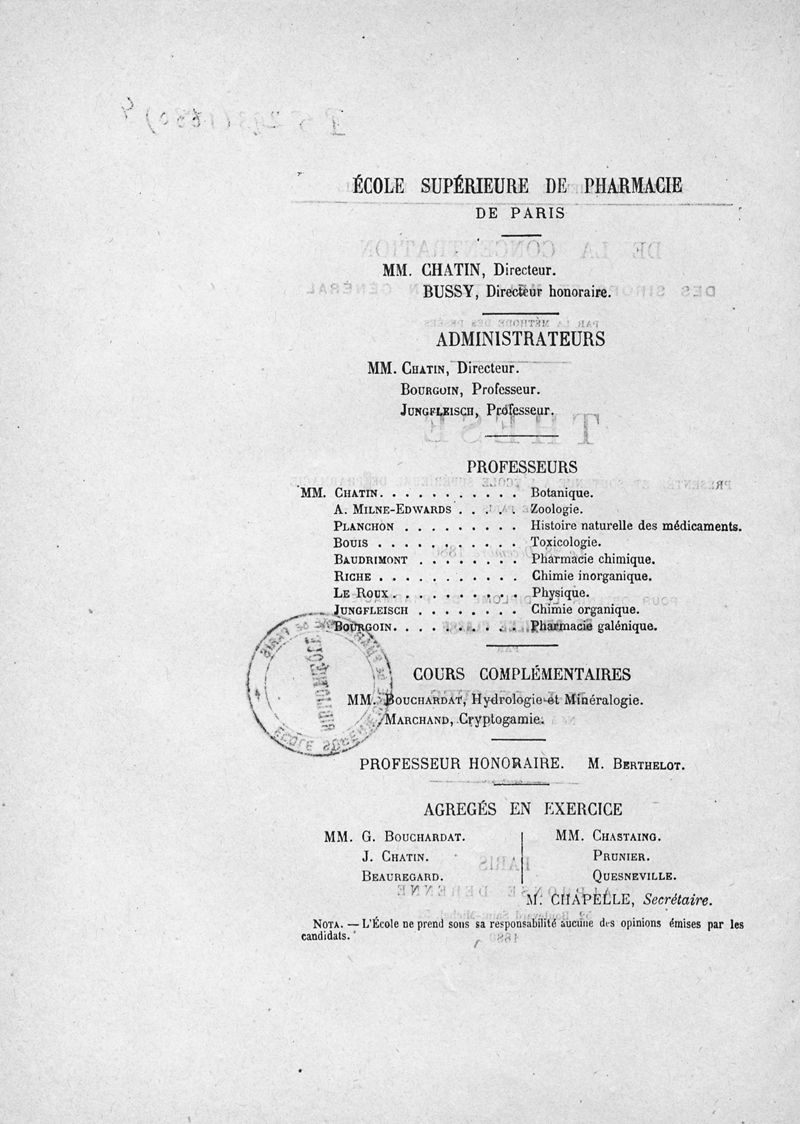 ÉCOLE SUPÉRIEURE DE PHARMACIE
DE PARIS
MM. CHATIN, Directeur.
BUSSY, Directeur honoraire.
ADMINISTRATEURS
MM. CHATIN, Directeur.
BOURGOIN, Professeur.
JUNGFLEISCH, Professeur.
PROFESSEURS
MM. CHATIN. . . . . . . . . . . . Botanique.
A. MILNE-EDWARDS . . . . . Zoologie.
PLANCHON . . . . . . . . . Histoire naturelle des médicaments.
BOUIS . . . . . . . . . . . Toxicologie.
BAUDRIMONT . . . . . . . . Pharmacie chimique.
RICHE . . . . . . . . . . . Chimie inorganique.
LE ROUX . . . . . . . . . . Physique.
JUNGFLEISCH . . . . . . . . Chimie organique.
BOURGOIN. . . . . . . . . . Pharmacie galénique.
COURS COMPLÉMENTAIRES
MM. BOUCHARDAT, Hydrologie et Minéralogie.
MARCHAND, Cryptogamie.
PROFESSEUR HONORAIRE. M. BERTHELOT.
AGREGÉS EN EXERCICE
MM. G. BOUCHARDAT. MM. CHASTAING.
J. CHATIN. PRUNIER.
BEAUREGARD. QUESNEVILLE.
M. CHAPELLE, Secrétaire.
NOTA. — L'École ne prend sous sa responsabilité aucune des opinions émises par les
candidats.